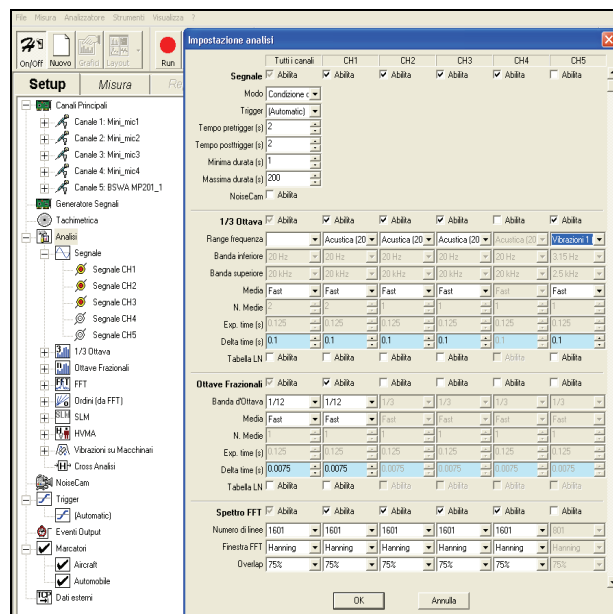 File Misura Analizzatore Strumenti Visualizza ?
On/Off Nuovo Grafici Layout Run
Setup Misura
Canali Principali
Canale 1: Mini_mic1
Canale 2: Mini_mic2
Canale 3: Mini_mic3
Canale 4: Mini_mic4
Canale 5: BSWA MP201_1
Generatore Segnali
Tachimetrica
Analisi
Segnale
Segnale CH1
Segnale CH2
Segnale CH3
Segnale CH4
Segnale CH5
1/3 Ottava
Ottave Frazionali
FFT
Ordini (da FFT)
SLM
HVMA
Vibrazioni su Macchinari
Cross Analisi
NoiseCam
Trigger
(Automatic)
Eventi Output
Marcatori
Aircraft
Automobile
Dati esterni
Impostazione analisi
Tutti i canali CH1 CH2 CH3 CH4 CH5
Segnale Abilita Abilita Abilita Abilita Abilita Abilita
Modo Condizione c
Trigger (Automatic)
Tempo pretrigger (s) 2
Tempo posttrigger (s) 2
Minima durata (s) 1
Massima durata (s) 200
NoiseCam Abilita
1/3 Ottava Abilita Abilita Abilita Abilita Abilita Abilita
Range frequenza Acustica (20 Acustica (20 Acustica (20 Acustica (20 Vibrazioni 1 (
Banda inferiore 20 Hz 20 Hz 20 Hz 20 Hz 20 Hz 3.15 Hz
Banda superiore 20 kHz 20 kHz 20 kHz 20 kHz 20 kHz 2.5 kHz
Media Fast Fast Fast Fast Fast Fast
N. Medie 2 2 1 1 1 1
Exp. time (s) 0.125 0.125 0.125 0.125 0.125 0.125
Delta time (s) 0.1 0.1 0.1 0.1 0.1 0.1
Tabella LN Abilita Abilita Abilita Abilita Abilita Abilita
Ottave Frazionali Abilita Abilita Abilita Abilita Abilita Abilita
Banda d'Ottava 1/12 1/12 1/3 1/3 1/3 1/3
Media Fast Fast Fast Fast Fast Fast
N. Medie 1 1 1 1 1 1
Exp. time (s) 0.125 0.125 0.125 0.125 0.125 0.125
Delta time (s) 0.0075 0.0075 0.0075 0.0075 0.0075 0.0075
Tabella LN Abilita Abilita Abilita Abilita Abilita Abilita
Spettro FFT Abilita Abilita Abilita Abilita Abilita Abilita
Numero di linee 1601 1601 1601 1601 1601 801
Finestra FFT Hanning Hanning Hanning Hanning Hanning Hanning
Overlap 75% 75% 75% 75% 75% 75%
OK Annulla